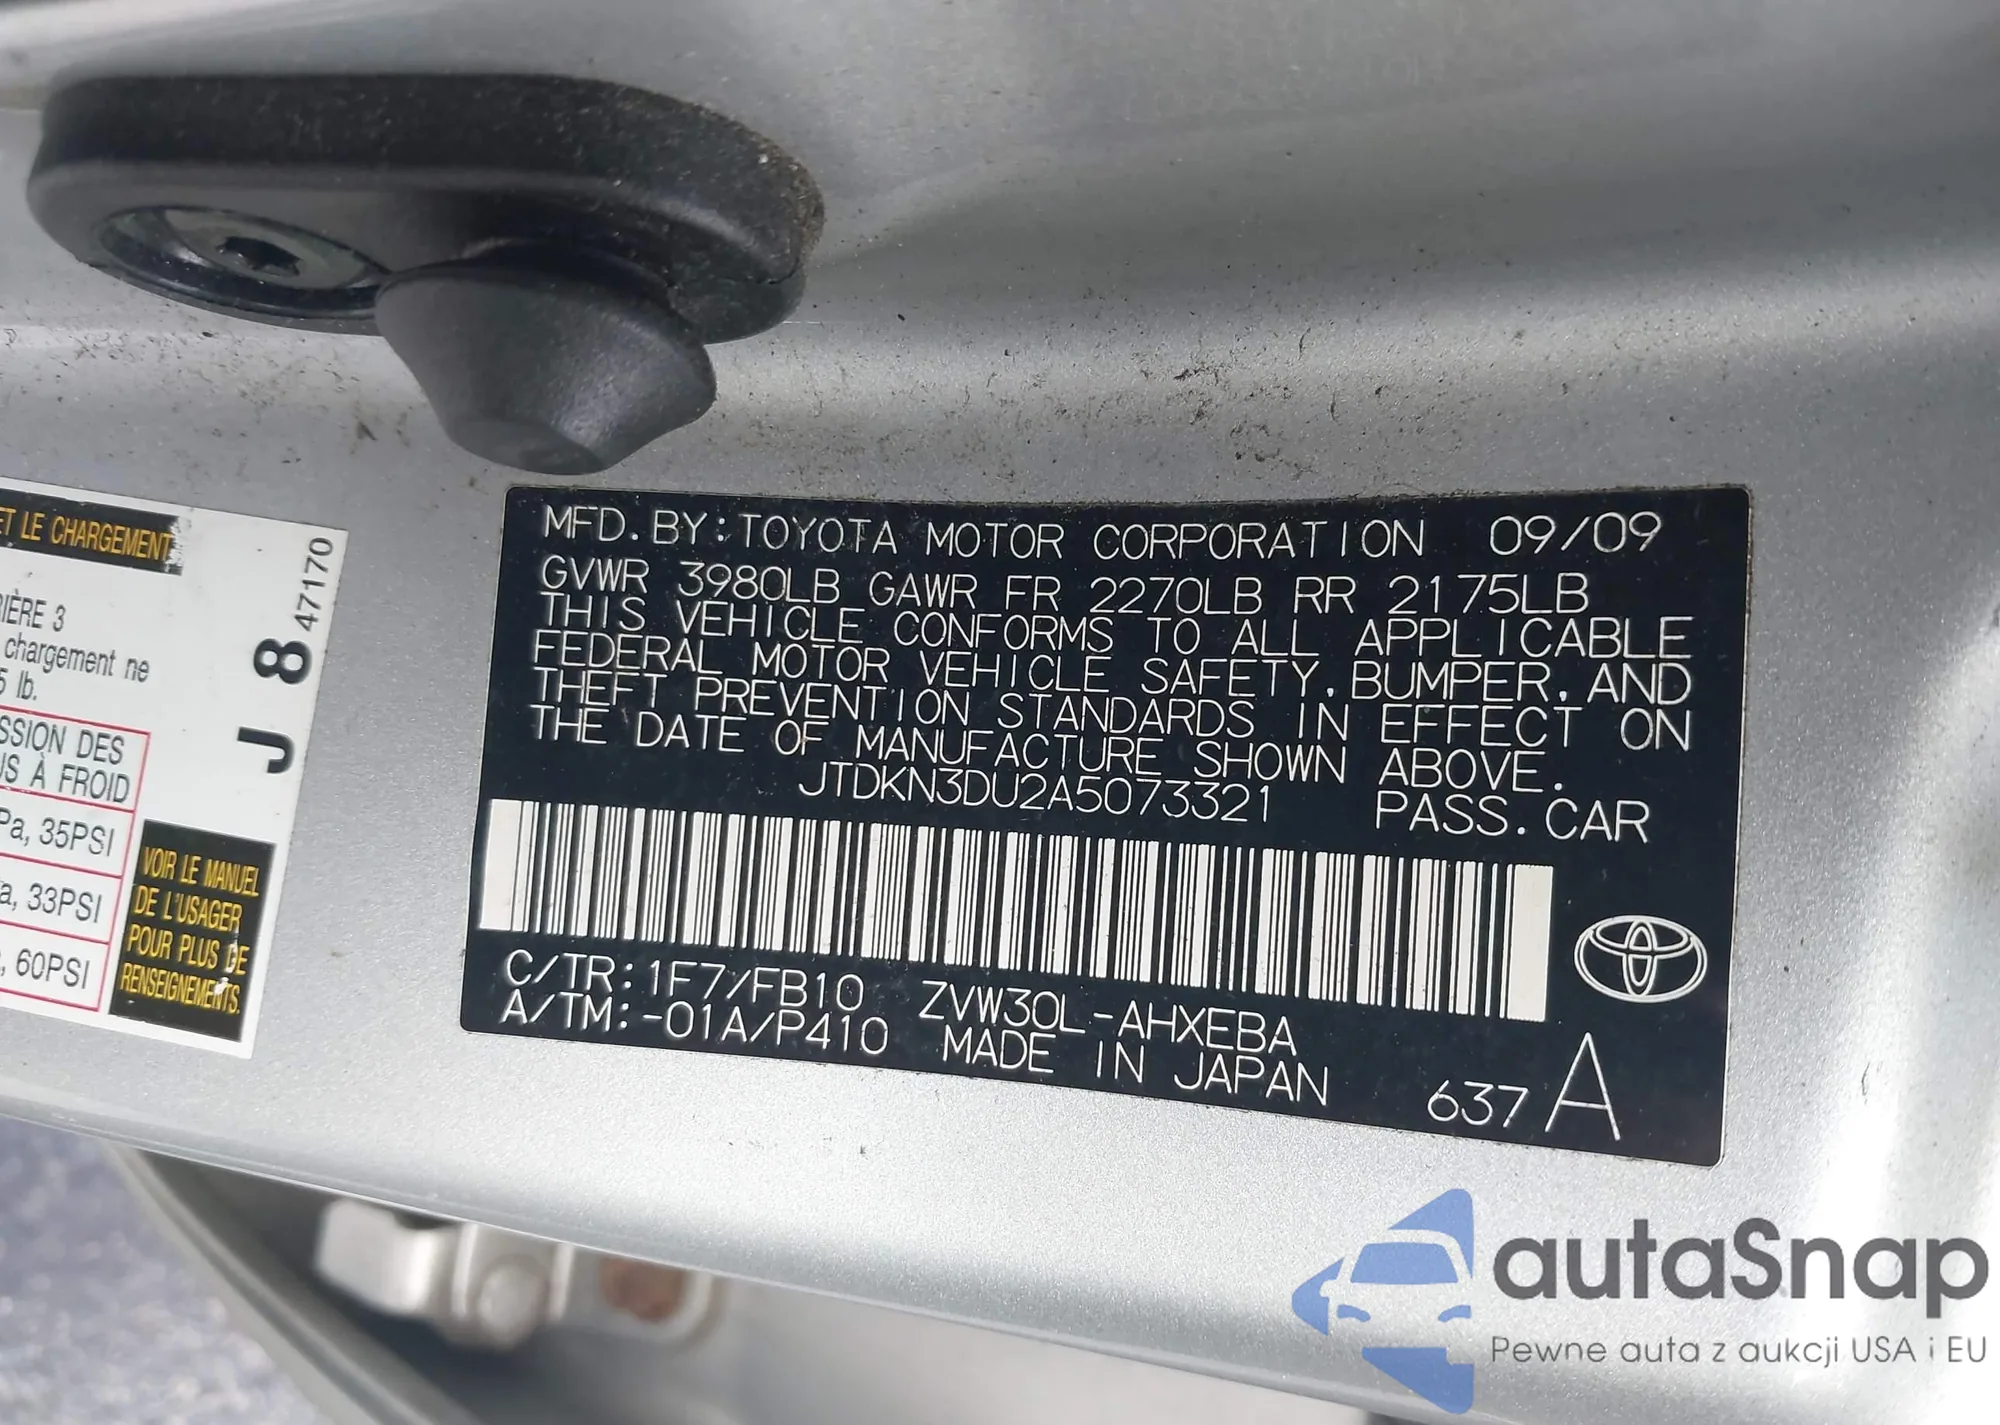 ET LE CHARGEMENT
RIÈRE 3
chargement ne
5 lb.
SSION DES
US À FROID
Pa, 35PSI
a, 33PSI
, 60PSI
VOIR LE MANUEL
DE L'USAGER
POUR PLUS DE
RENSEIGNEMENTS.
J 8 47170
MFD. BY: TOYOTA MOTOR CORPORATION 09/09
GVWR 3980LB GAWR FR 2270LB RR 2175LB
THIS VEHICLE CONFORMS TO ALL APPLICABLE
FEDERAL MOTOR VEHICLE SAFETY, BUMPER, AND
THEFT PREVENTION STANDARDS IN EFFECT ON
THE DATE OF MANUFACTURE SHOWN ABOVE.
JTDKN3DU2A5073321 PASS. CAR
C/TR: 1F7/FB10 ZVW30L-AHXEBA
A/TM: -01A/P410 MADE IN JAPAN
637 A
autaSnap
Pewne auta z aukcji USA i EU